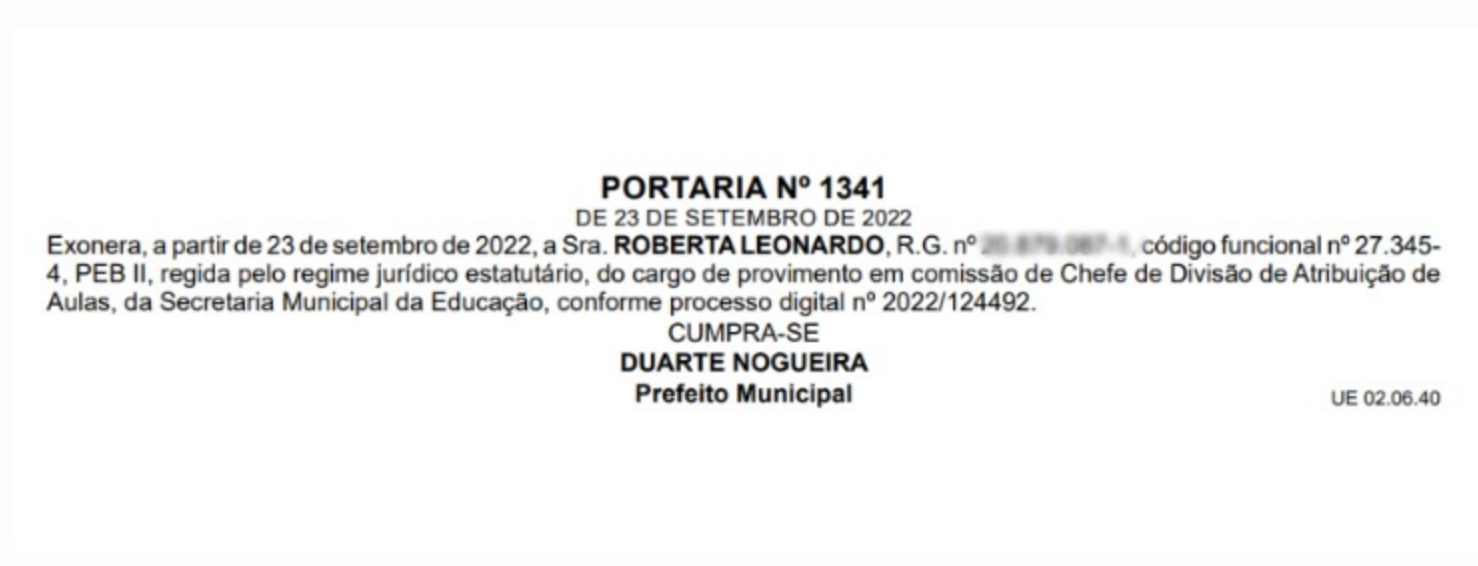 PORTARIA Nº 1341
DE 23 DE SETEMBRO DE 2022
Exonera, a partir de 23 de setembro de 2022, a Sra. ROBERTA LEONARDO, R.G. nº , código funcional nº 27.345-
4, PEB II, regida pelo regime jurídico estatutário, do cargo de provimento em comissão de Chefe de Divisão de Atribuição de
Aulas, da Secretaria Municipal da Educação, conforme processo digital nº 2022/124492.
CUMPRA-SE
DUARTE NOGUEIRA
Prefeito Municipal
UE 02.06.40